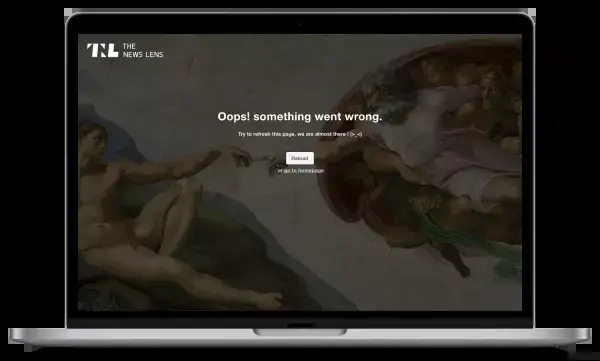 TNL THE
NEWS LENS
Oops! something went wrong.
Try to refresh this page, we are almost there ! (>_<)
Reload
or go to homepage